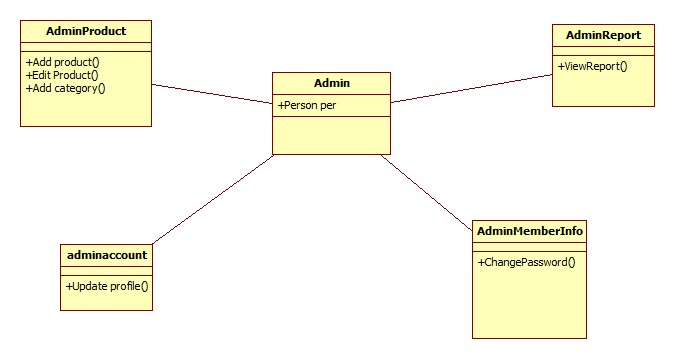 AdminProduct
+Add product()
+Edit Product()
+Add category()
Admin
+Person per
AdminReport
+ViewReport()
adminaccount
+Update profile()
AdminMemberInfo
+ChangePassword()